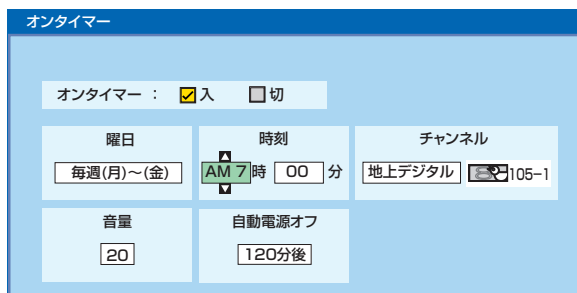 オンタイマー
オンタイマー : 入 切
曜日
毎週(月)〜(金)
時刻
AM 7 時 00 分
チャンネル
地上デジタル 105−1
音量
20
自動電源オフ
120分後